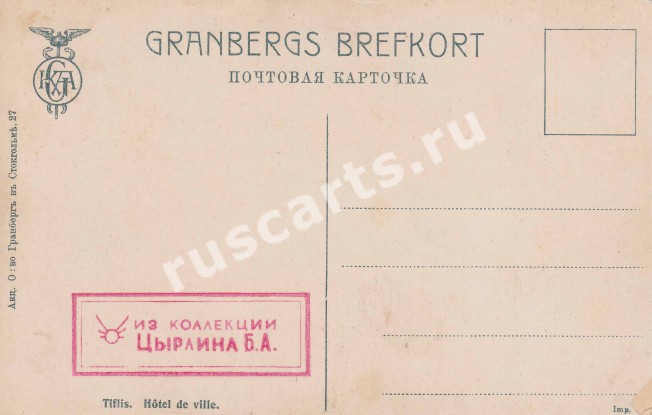 GRANBERGS BREFKORT
ПОЧТОВАЯ КАРТОЧКА
Акц. О:во Гранбергъ въ Стокгольмѣ. 27
ruscarts.ru
ИЗ КОЛЛЕКЦИИ
ЦЫРЛИНА Б.А.
Tiflis. Hôtel de ville.
Imp.